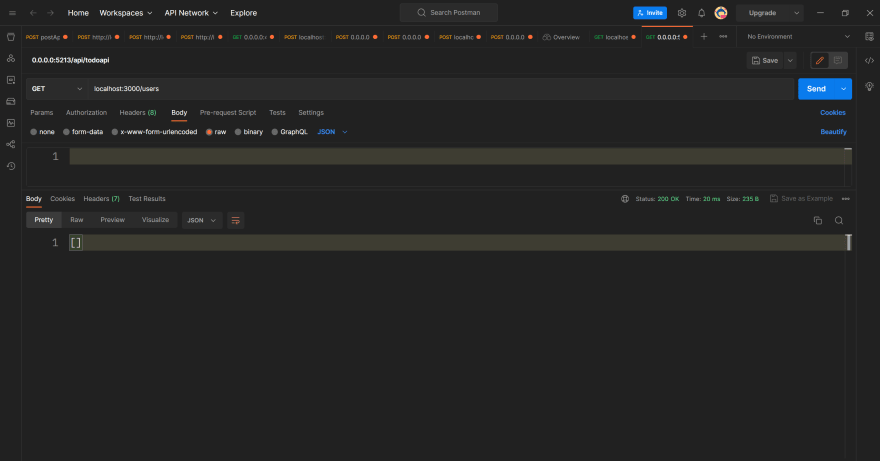 Home Workspaces API Network Explore Search Postman Invite Upgrade
POST postAp POST http://l POST http://li POST http://l GET 0.0.0.0: POST localhos POST 0.0.0.0 POST 0.0.0.0 POST localhc POST 0.0.0.0 Overview GET localhos GET 0.0.0.0:5 No Environment
0.0.0.0:5213/api/todoapi Save
GET localhost:3000/users Send
Params Authorization Headers (8) Body Pre-request Script Tests Settings Cookies
none form-data x-www-form-urlencoded raw binary GraphQL JSON Beautify
1
Body Cookies Headers (7) Test Results Status: 200 OK Time: 20 ms Size: 235 B Save as Example
Pretty Raw Preview Visualize JSON
1 []